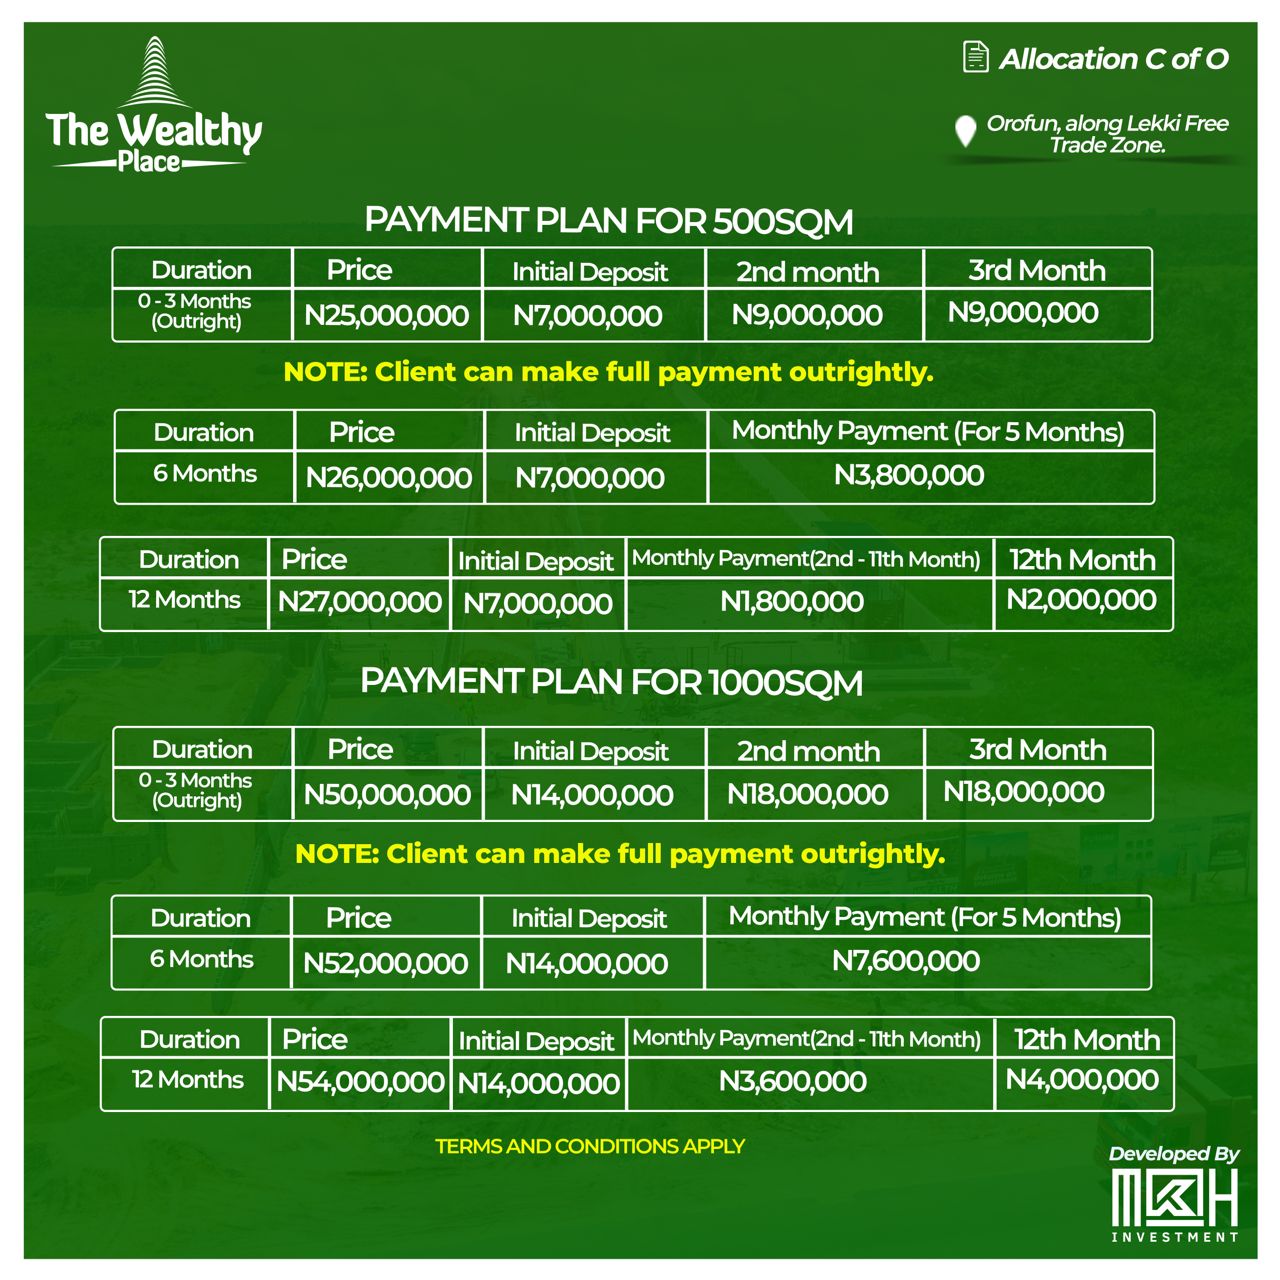 The Wealthy
Place
Allocation C of O
Orofun, along Lekki Free
Trade Zone.
PAYMENT PLAN FOR 500SQM
Duration Price Initial Deposit 2nd month 3rd Month
0 - 3 Months
(Outright) N25,000,000 N7,000,000 N9,000,000 N9,000,000
NOTE: Client can make full payment outrightly.
Duration Price Initial Deposit Monthly Payment (For 5 Months)
6 Months N26,000,000 N7,000,000 N3,800,000
Duration Price Initial Deposit Monthly Payment(2nd - 11th Month) 12th Month
12 Months N27,000,000 N7,000,000 N1,800,000 N2,000,000
PAYMENT PLAN FOR 1000SQM
Duration Price Initial Deposit 2nd month 3rd Month
0 - 3 Months
(Outright) N50,000,000 N14,000,000 N18,000,000 N18,000,000
NOTE: Client can make full payment outrightly.
Duration Price Initial Deposit Monthly Payment (For 5 Months)
6 Months N52,000,000 N14,000,000 N7,600,000
Duration Price Initial Deposit Monthly Payment(2nd - 11th Month) 12th Month
12 Months N54,000,000 N14,000,000 N3,600,000 N4,000,000
TERMS AND CONDITIONS APPLY
Developed By
INVESTMENT